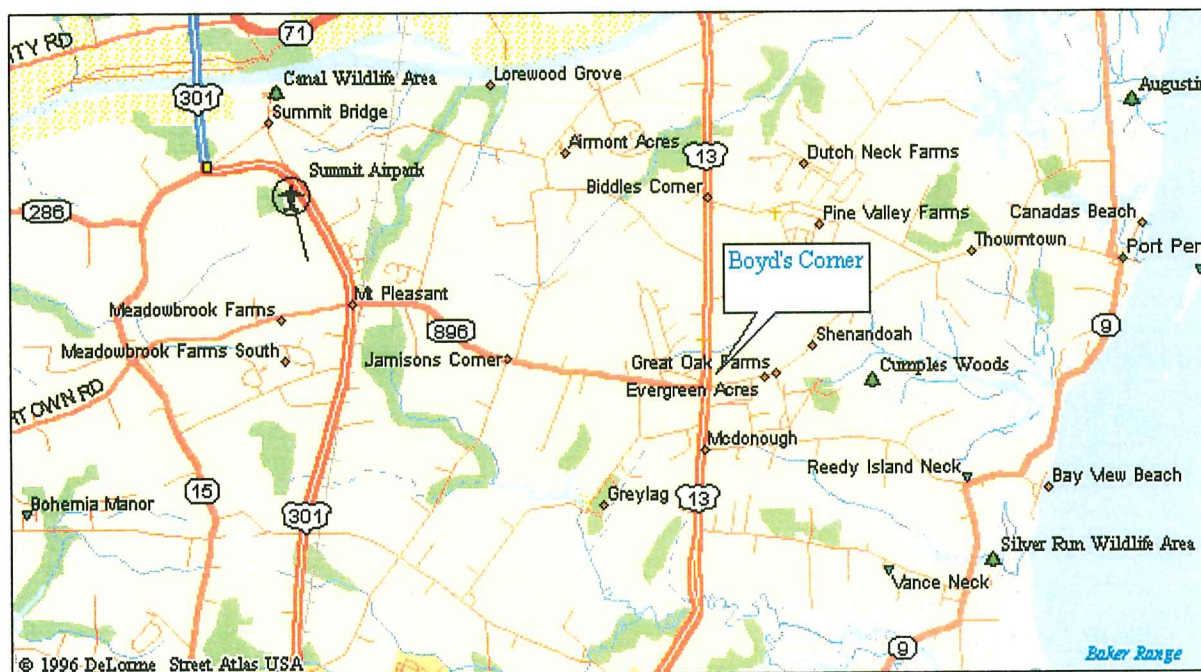 71
ITY RD
Canal Wildlife Area
Lorewood Grove
Augustin
301
Summit Bridge
Airmont Acres
13
Dutch Neck Farms
Summit Airpark
Biddles Corner
286
Pine Valley Farms
Canadas Beach
Thorntown
Port Pen
Boyd's Corner
Mt Pleasant
Meadowbrook Farms
896
9
Shenandoah
Meadowbrook Farms South
Jamisons Corner
Great Oak Farms
Cumples Woods
Evergreen Acres
RTOWN RD
Mcdonough
Reedy Island Neck
Bay View Beach
15
Greylag
13
Bohemia Manor
301
Silver Run Wildlife Area
Vance Neck
9
© 1996 DeLorme Street Atlas USA
Baker Range